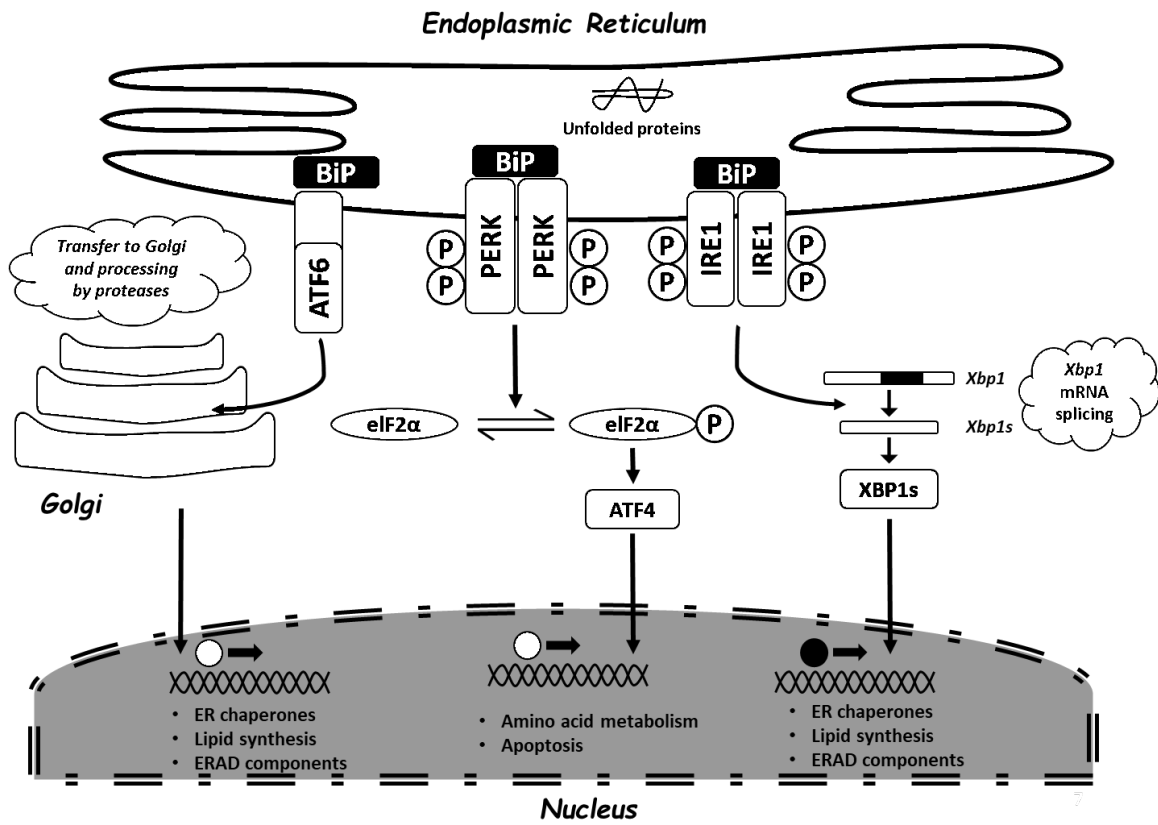 Endoplasmic Reticulum
Unfolded proteins
BiP
BiP
BiP
ATF6
PERK
PERK
P
P
P
P
IRE1
IRE1
P
P
P
P
Transfer to Golgi
and processing
by proteases
Golgi
eIF2α
eIF2α
P
ATF4
Xbp1
Xbp1s
Xbp1
mRNA
splicing
XBP1s
• ER chaperones
• Lipid synthesis
• ERAD components
• Amino acid metabolism
• Apoptosis
• ER chaperones
• Lipid synthesis
• ERAD components
Nucleus